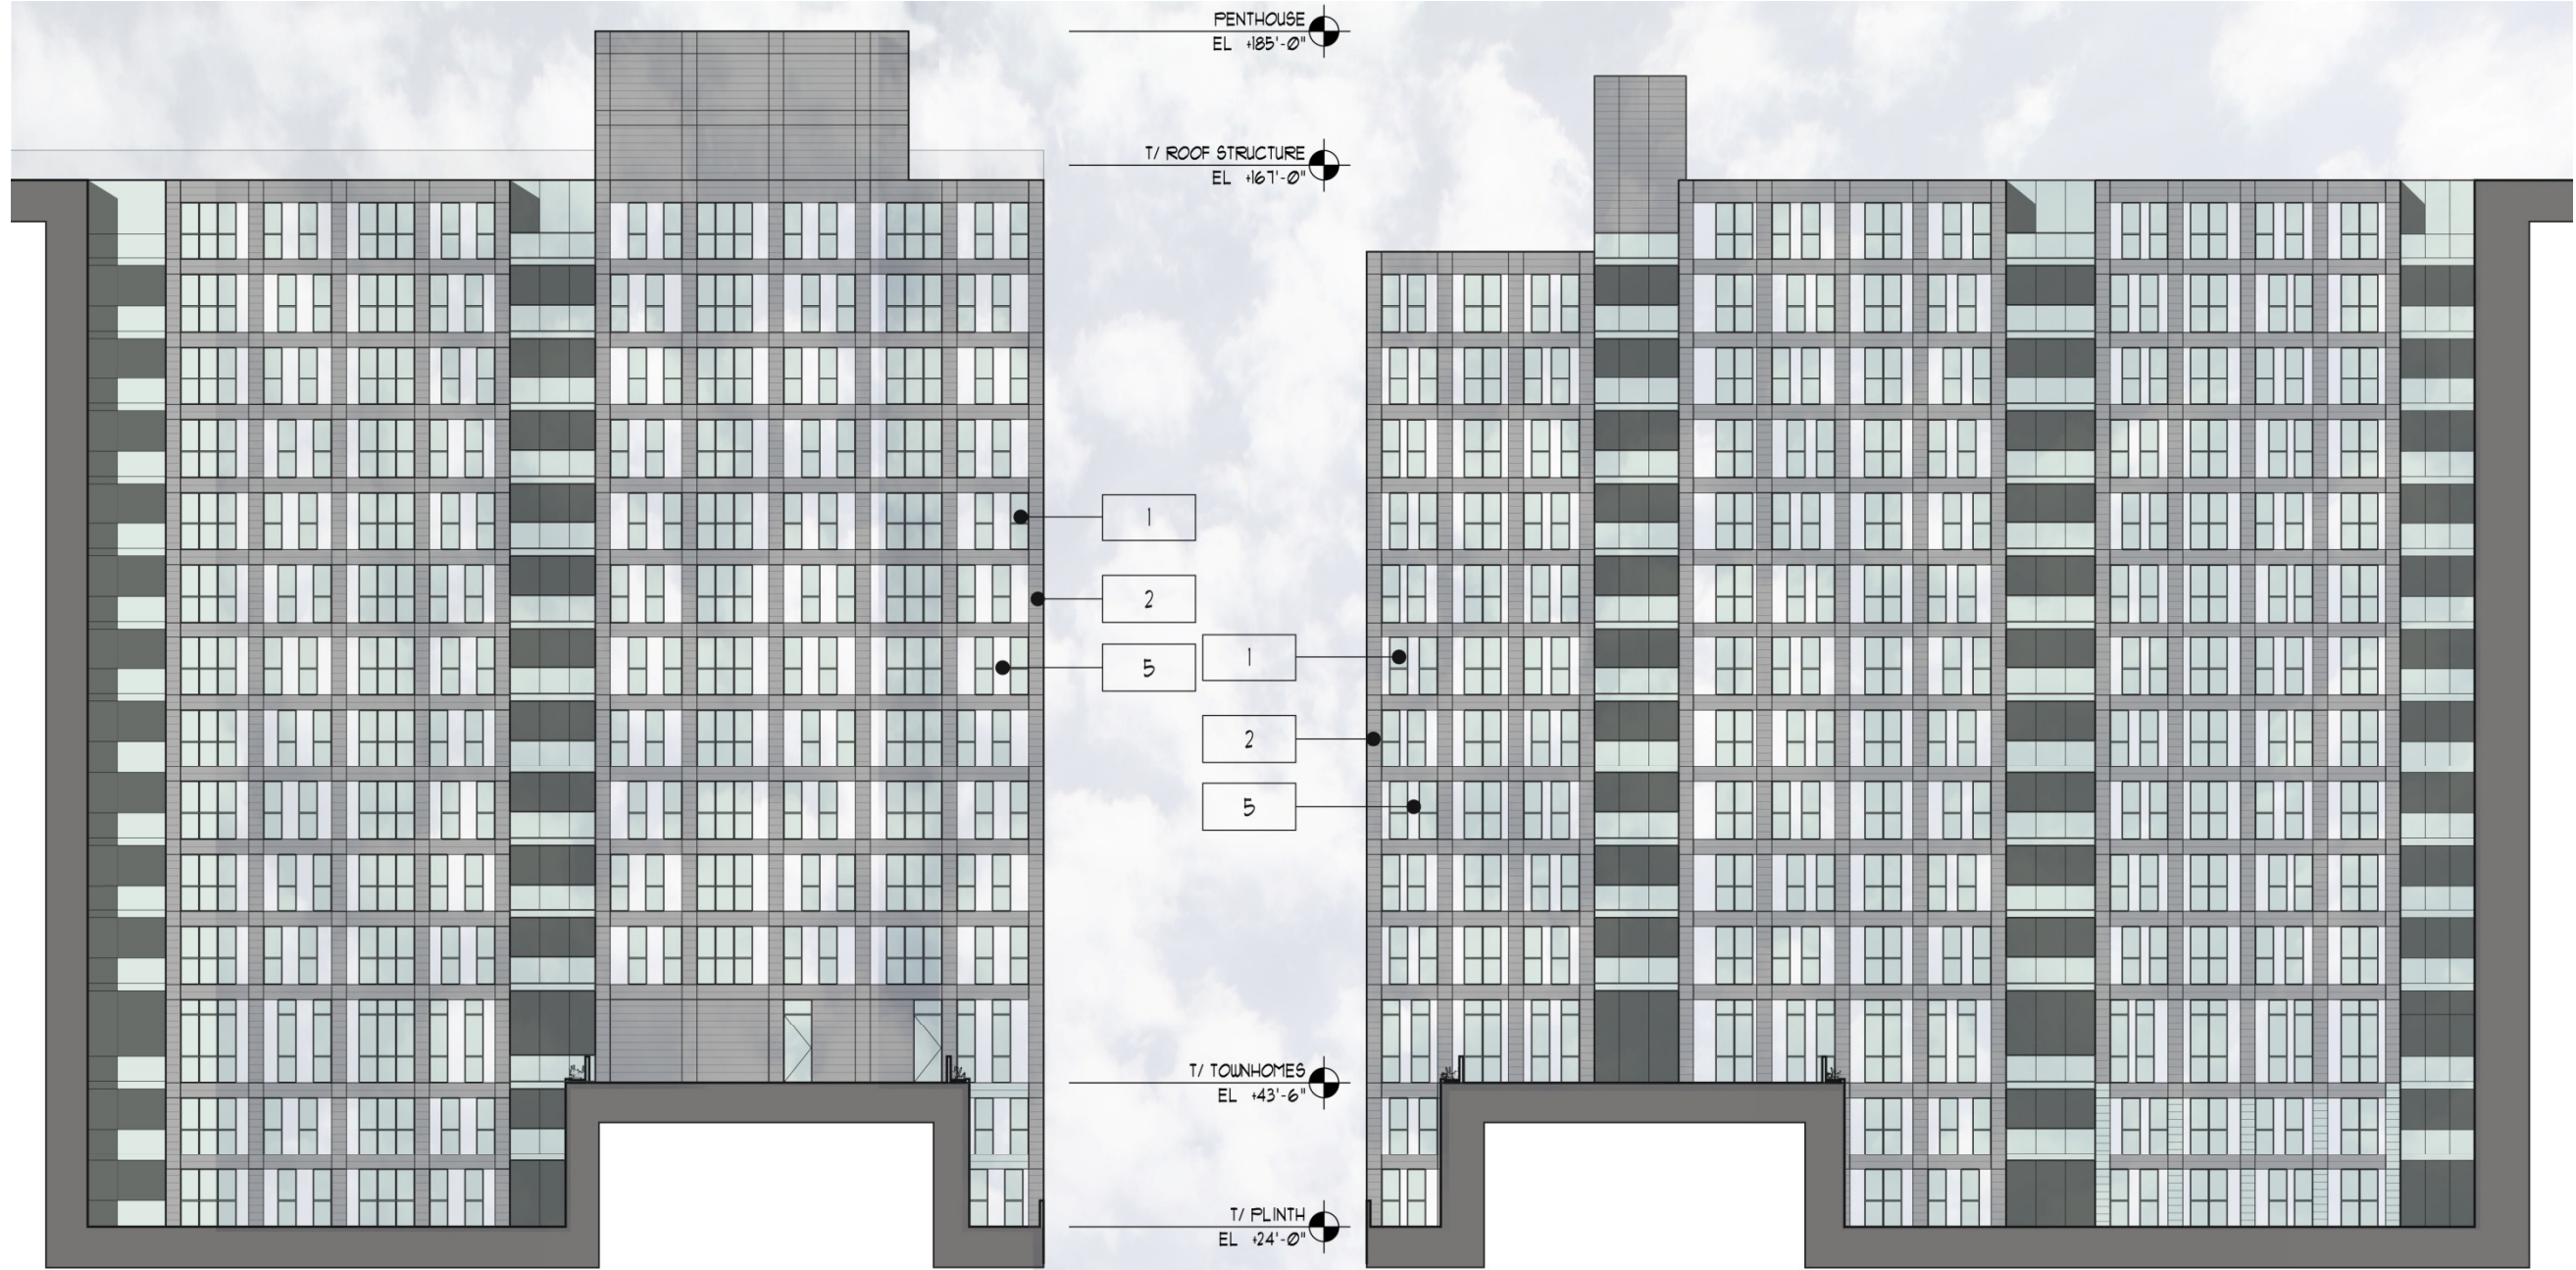 PENTHOUSE
EL +185'-0"
T/ ROOF STRUCTURE
EL +167'-0"
1
2
5
1
2
5
T/ TOWNHOMES
EL +43'-6"
T/ PLINTH
EL +24'-0"